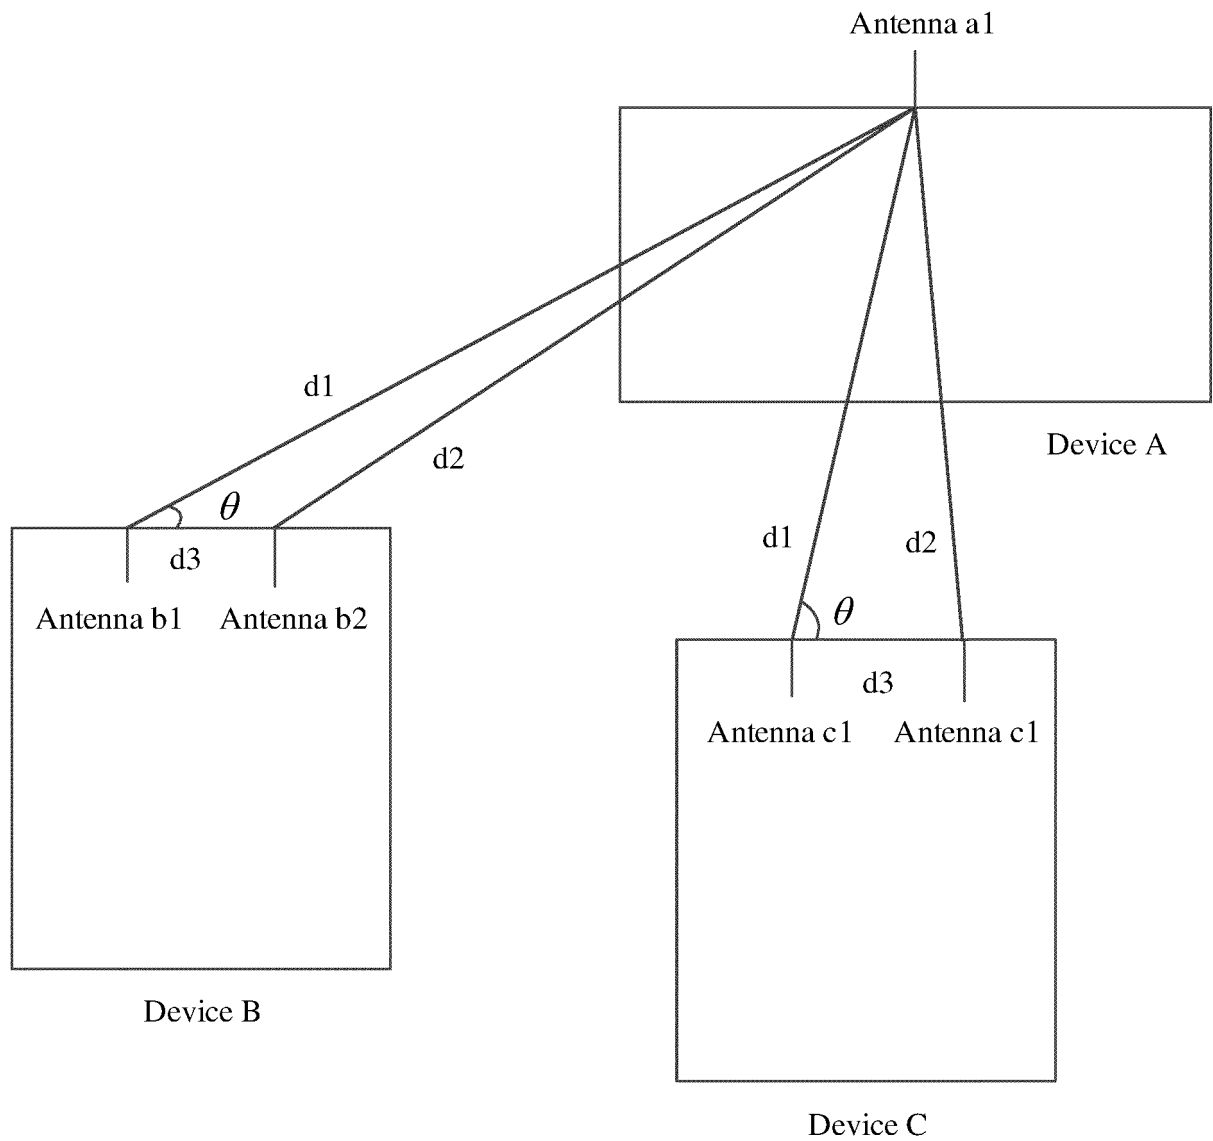 Antenna a1
d1
Device A
d2
θ
d3
d1
d2
Antenna b1 Antenna b2
θ
d3
Antenna c1 Antenna c1
Device B
Device C